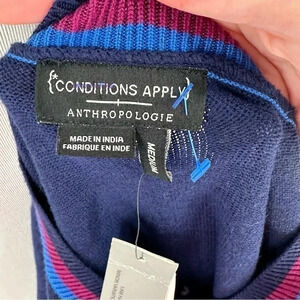 {CONDITIONS APPLY}
ANTHROPOLOGIE
MADE IN INDIA
FABRIQUE EN INDE
MEDIUM